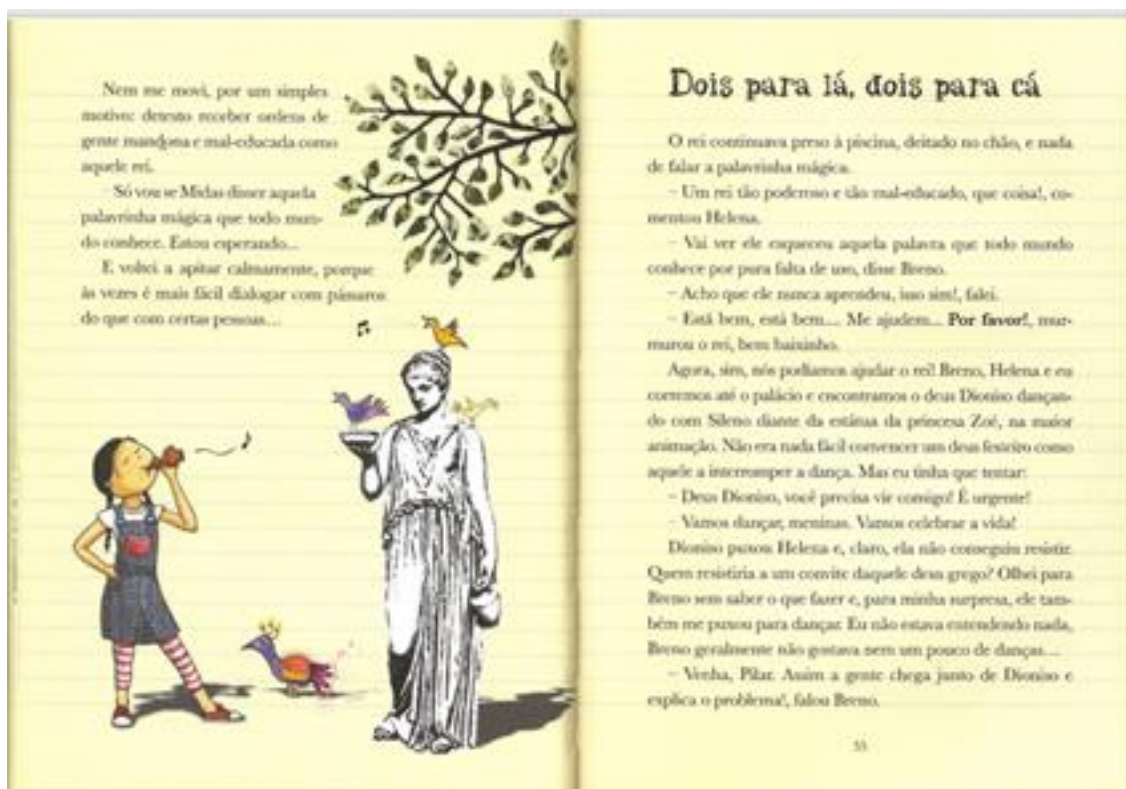 Nem me movi, por um simples
motivo: detesto receber ordens de
gente mandona e mal-educada como
aquele rei.
– Só vou se Midas disser aquela
palavrinha mágica que todo mun-
do conhece. Estou esperando...
E voltei a apitar calmamente, porque
às vezes é mais fácil dialogar com pássaros
do que com certas pessoas...
Dois para lá, dois para cá
O rei continuava preso à piscina, deitado no chão, e nada
de falar a palavrinha mágica.
– Um rei tão poderoso e tão mal-educado, que coisa!, co-
mentou Helena.
– Vai ver ele esqueceu aquela palavra que todo mundo
conhece por pura falta de uso, disse Breno.
– Acho que ele nunca aprendeu, isso sim!, falei.
– Está bem, está bem.... Me ajudem... Por favor!, mur-
murou o rei, bem baixinho.
Agora, sim, nós podíamos ajudar o rei! Breno, Helena e eu
corremos até o palácio e encontramos o deus Dioniso dançan-
do com Sileno diante da estátua da princesa Zoé, na maior
animação. Não era nada fácil convencer um deus festeiro como
aquele a interromper a dança. Mas eu tinha que tentar:
– Deus Dioniso, você precisa vir comigo! É urgente!
– Vamos dançar, meninas. Vamos celebrar a vida!
Dioniso puxou Helena e, claro, ela não conseguiu resistir.
Quem resistiria a um convite daquele deus grego? Olhei para
Breno sem saber o que fazer e, para minha surpresa, ele tam-
bém me puxou para dançar. Eu não estava entendendo nada,
Breno geralmente não gostava nem um pouco de danças...
– Venha, Pilar. Assim a gente chega junto de Dioniso e
explica o problema!, falou Breno.
55